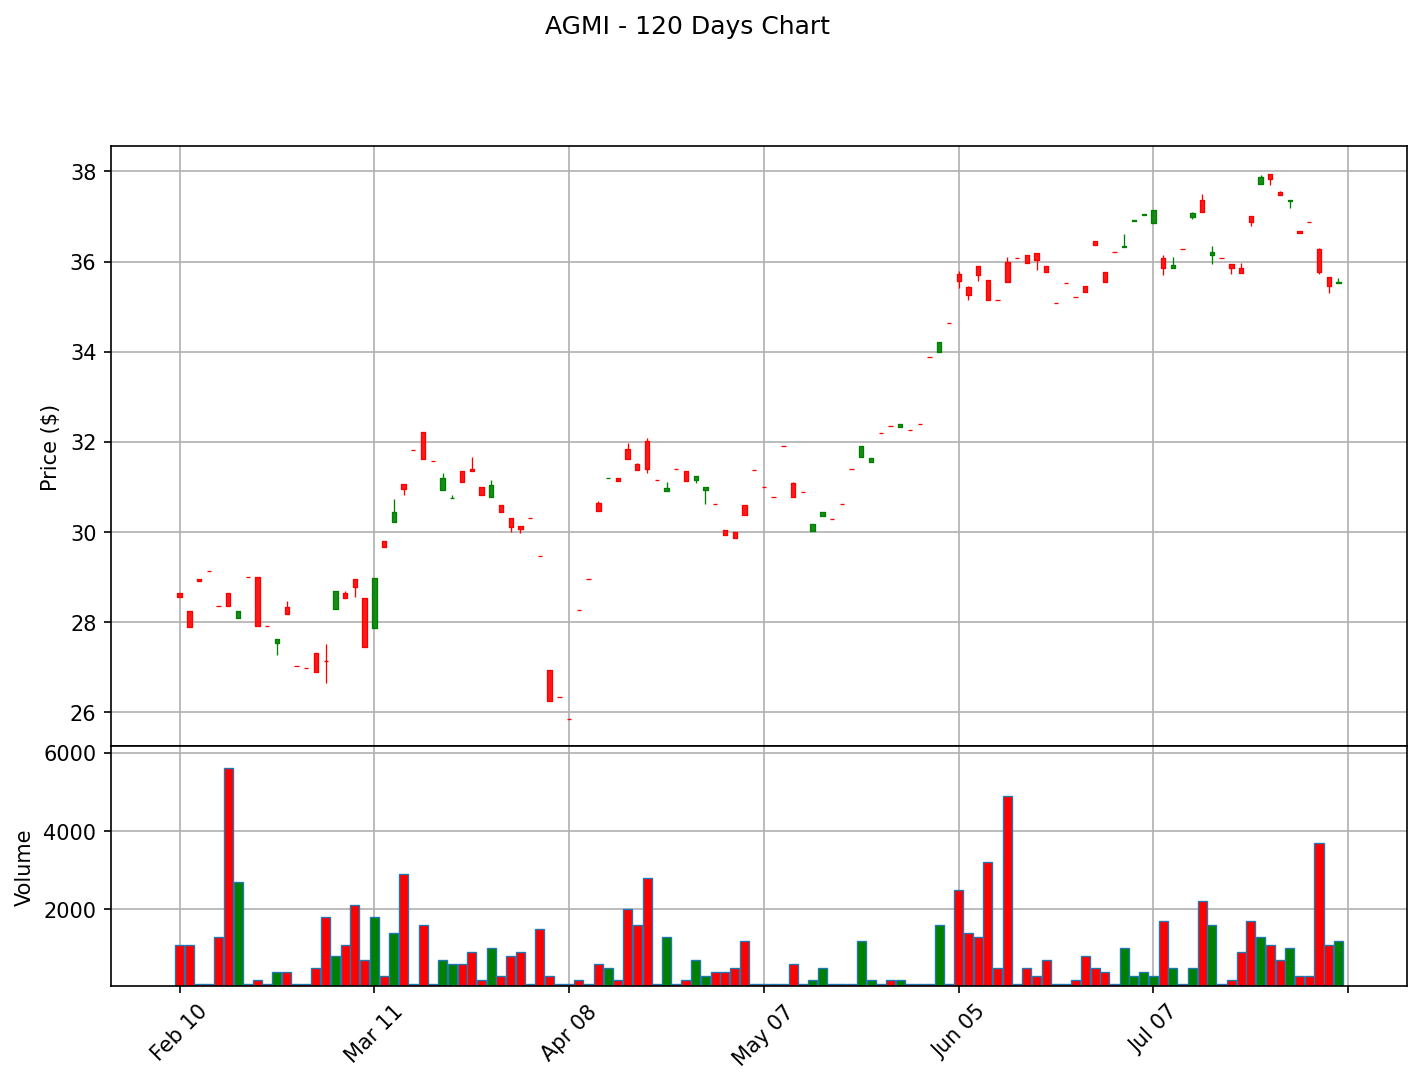 AGMI - 120 Days Chart
38
36
34
32
30
28
26
Price ($)
6000
4000
2000
Volume
Feb 10
Mar 11
Apr 08
May 07
Jun 05
Jul 07